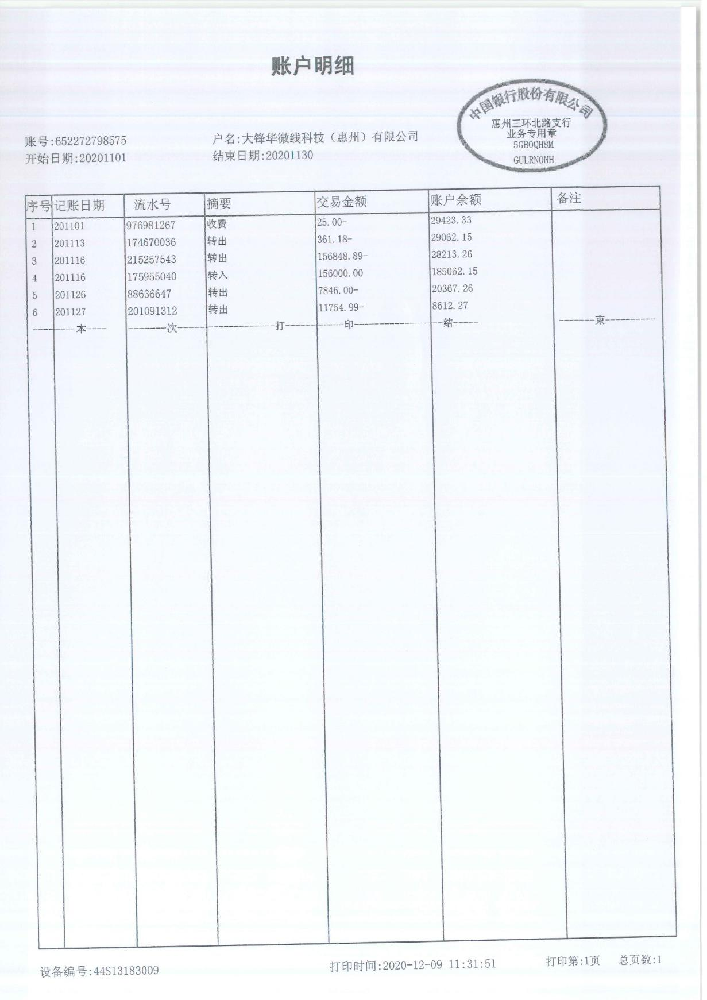 账户明细
中国银行股份有限公司
惠州三环北路支行
业务专用章
5GB0QH8M
GULRNONH
账号:652272798575 户名:大锋华微线科技（惠州）有限公司
开始日期:20201101 结束日期:20201130
序号 记账日期 流水号 摘要 交易金额 账户余额 备注
1 201101 976981267 收费 25.00- 29423.33
2 201113 174670036 转出 361.18- 29062.15
3 201116 215257543 转出 156848.89- 28213.26
4 201116 175955040 转入 156000.00 185062.15
5 201126 88636647 转出 7846.00- 20367.26
6 201127 201091312 转出 11754.99- 8612.27
---------本---- --------次--------------------打--------------印------------------结----- -------束----------
设备编号:44S13183009 打印时间:2020-12-09 11:31:51 打印第:1页 总页数:1